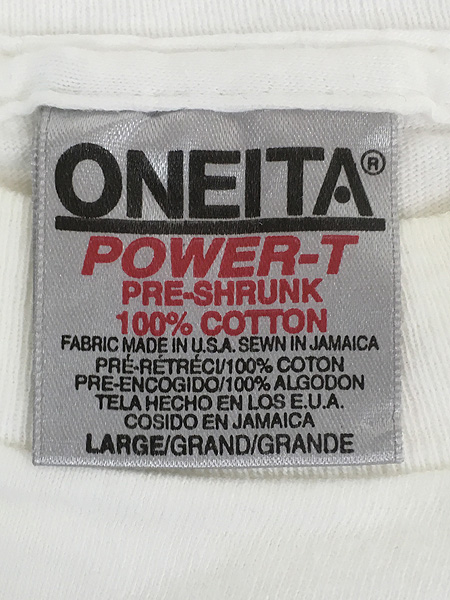 ONEITA®
POWER-T
PRE-SHRUNK
100% COTTON
FABRIC MADE IN U.S.A. SEWN IN JAMAICA
PRÉ-RÉTRÉCI/100% COTON
PRE-ENCOGIDO/100% ALGODON
TELA HECHO EN LOS E.U.A.
COSIDO EN JAMAICA
LARGE/GRAND/GRANDE